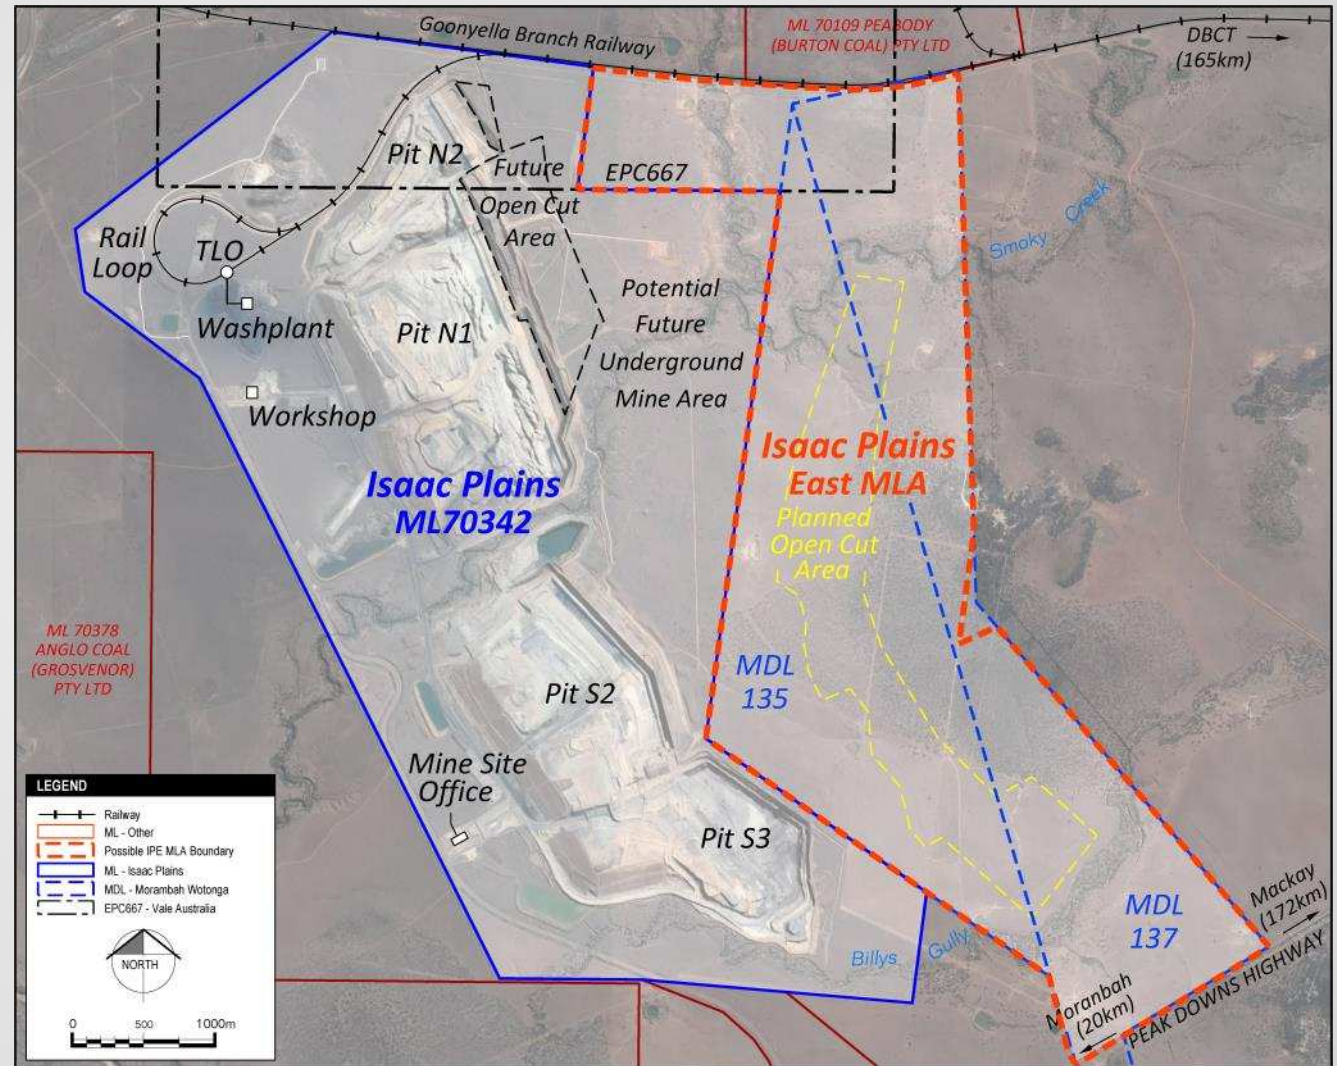 Goonyella Branch Railway
ML 70109 PEABODY
(BURTON COAL) PTY LTD
DBCT
(165km)
Pit N2
Future
Open Cut
Area
EPC667
Smoky Creek
Rail
Loop
TLO
Washplant
Pit N1
Potential
Future
Underground
Mine Area
Workshop
Isaac Plains
ML70342
Isaac Plains
East MLA
Planned
Open Cut
Area
ML 70378
ANGLO COAL
(GROSVENOR)
PTY LTD
MDL
135
Pit S2
Mine Site
Office
Pit S3
MDL
137
Mackay
(172km)
Billys Gully
Moranbah
(20km)
PEAK DOWNS HIGHWAY
LEGEND
Railway
ML - Other
Possible IPE MLA Boundary
ML - Isaac Plains
MDL - Morambah Wotonga
EPC667 - Vale Australia
NORTH
0 500 1000m